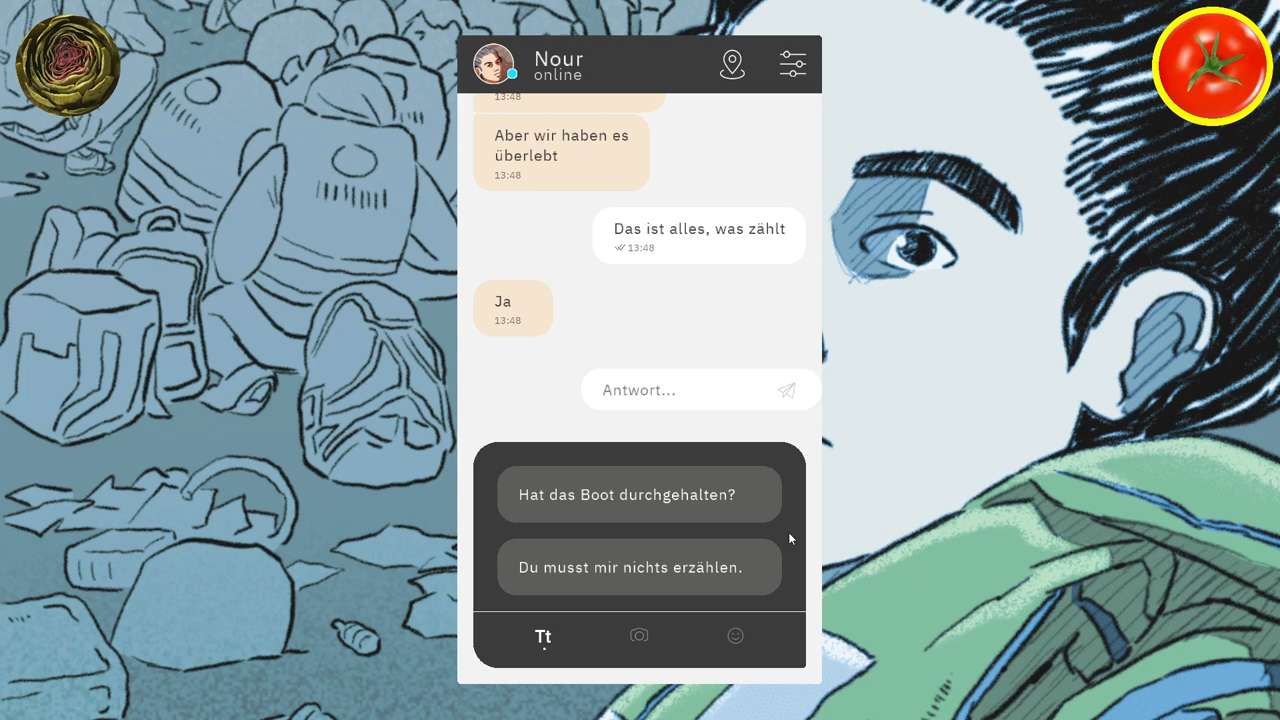 Nour
online
13:48
Aber wir haben es
überlebt
13:48
Das ist alles, was zählt
13:48
Ja
13:48
Antwort...
Hat das Boot durchgehalten?
Du musst mir nichts erzählen.
Tt